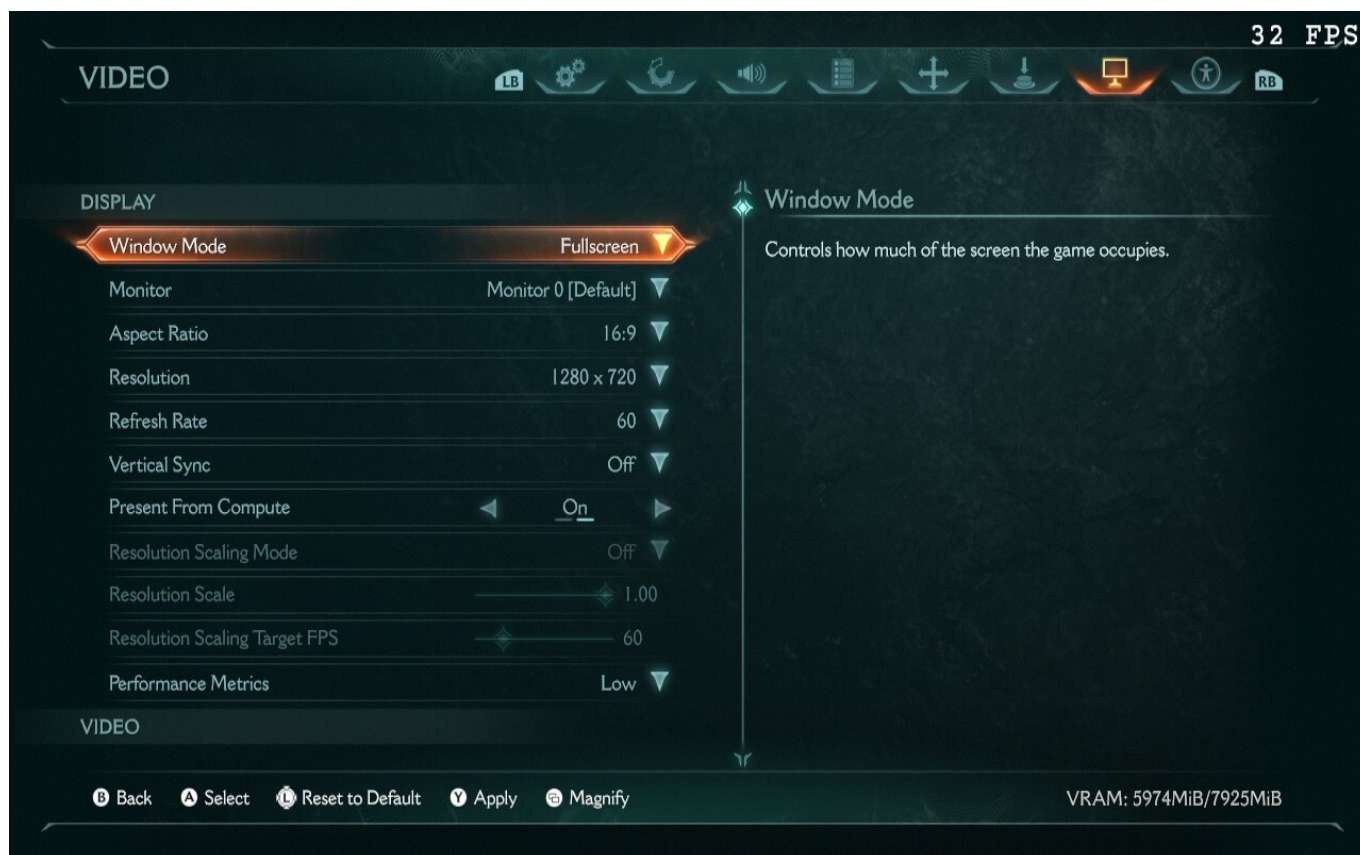 32 FPS
VIDEO
LB
RB
DISPLAY
Window Mode Fullscreen
Monitor Monitor 0 [Default]
Aspect Ratio 16:9
Resolution 1280 x 720
Refresh Rate 60
Vertical Sync Off
Present From Compute On
Resolution Scaling Mode Off
Resolution Scale 1.00
Resolution Scaling Target FPS 60
Performance Metrics Low
VIDEO
Window Mode
Controls how much of the screen the game occupies.
B Back A Select L Reset to Default Y Apply Magnify
VRAM: 5974MiB/7925MiB